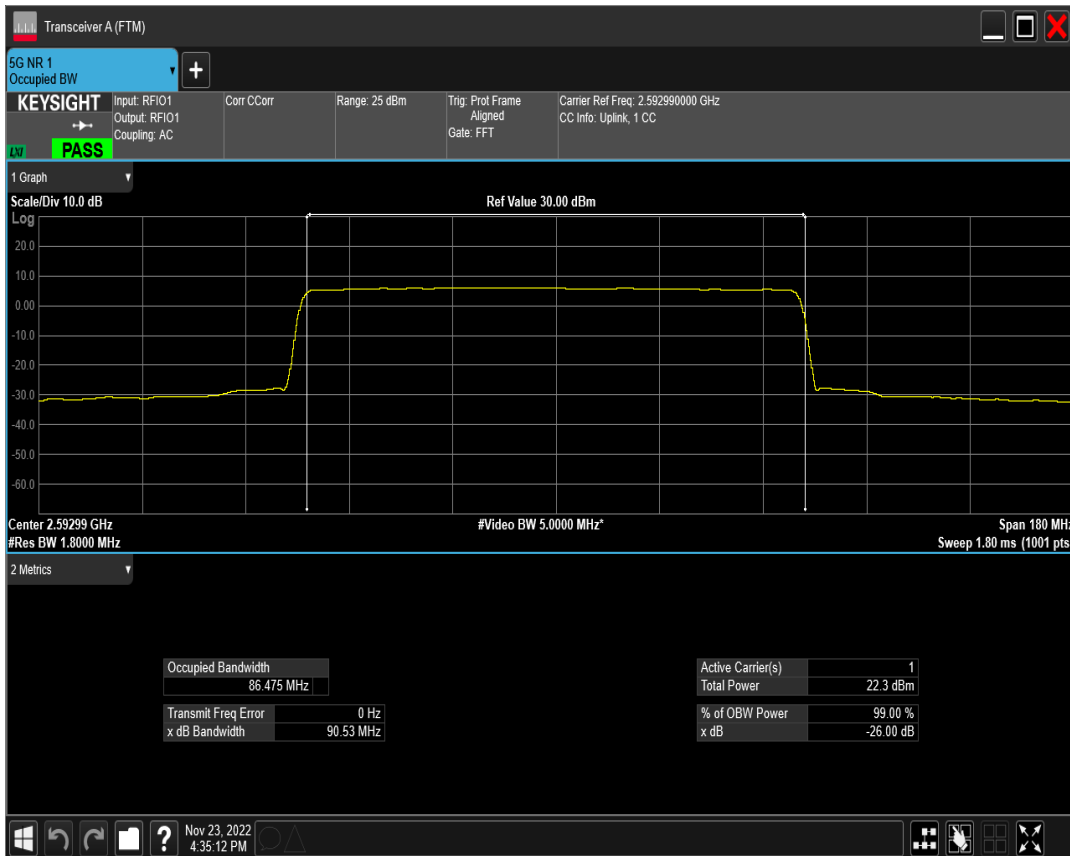 Transceiver A (FTM)
5G NR 1
Occupied BW
KEYSIGHT
LXI
PASS
Input: RFIO1
Output: RFIO1
Coupling: AC
Corr CCorr
Range: 25 dBm
Trig: Prot Frame
Aligned
Gate: FFT
Carrier Ref Freq: 2.592990000 GHz
CC Info: Uplink, 1 CC
1 Graph
Scale/Div 10.0 dB
Ref Value 30.00 dBm
Log
20.0
10.0
0.00
-10.0
-20.0
-30.0
-40.0
-50.0
-60.0
Center 2.59299 GHz
#Video BW 5.0000 MHz*
Span 180 MHz
#Res BW 1.8000 MHz
Sweep 1.80 ms (1001 pts
2 Metrics
Occupied Bandwidth
86.475 MHz
Transmit Freq Error 0 Hz
x dB Bandwidth 90.53 MHz
Active Carrier(s) 1
Total Power 22.3 dBm
% of OBW Power 99.00 %
x dB -26.00 dB
?
Nov 23, 2022
4:35:12 PM